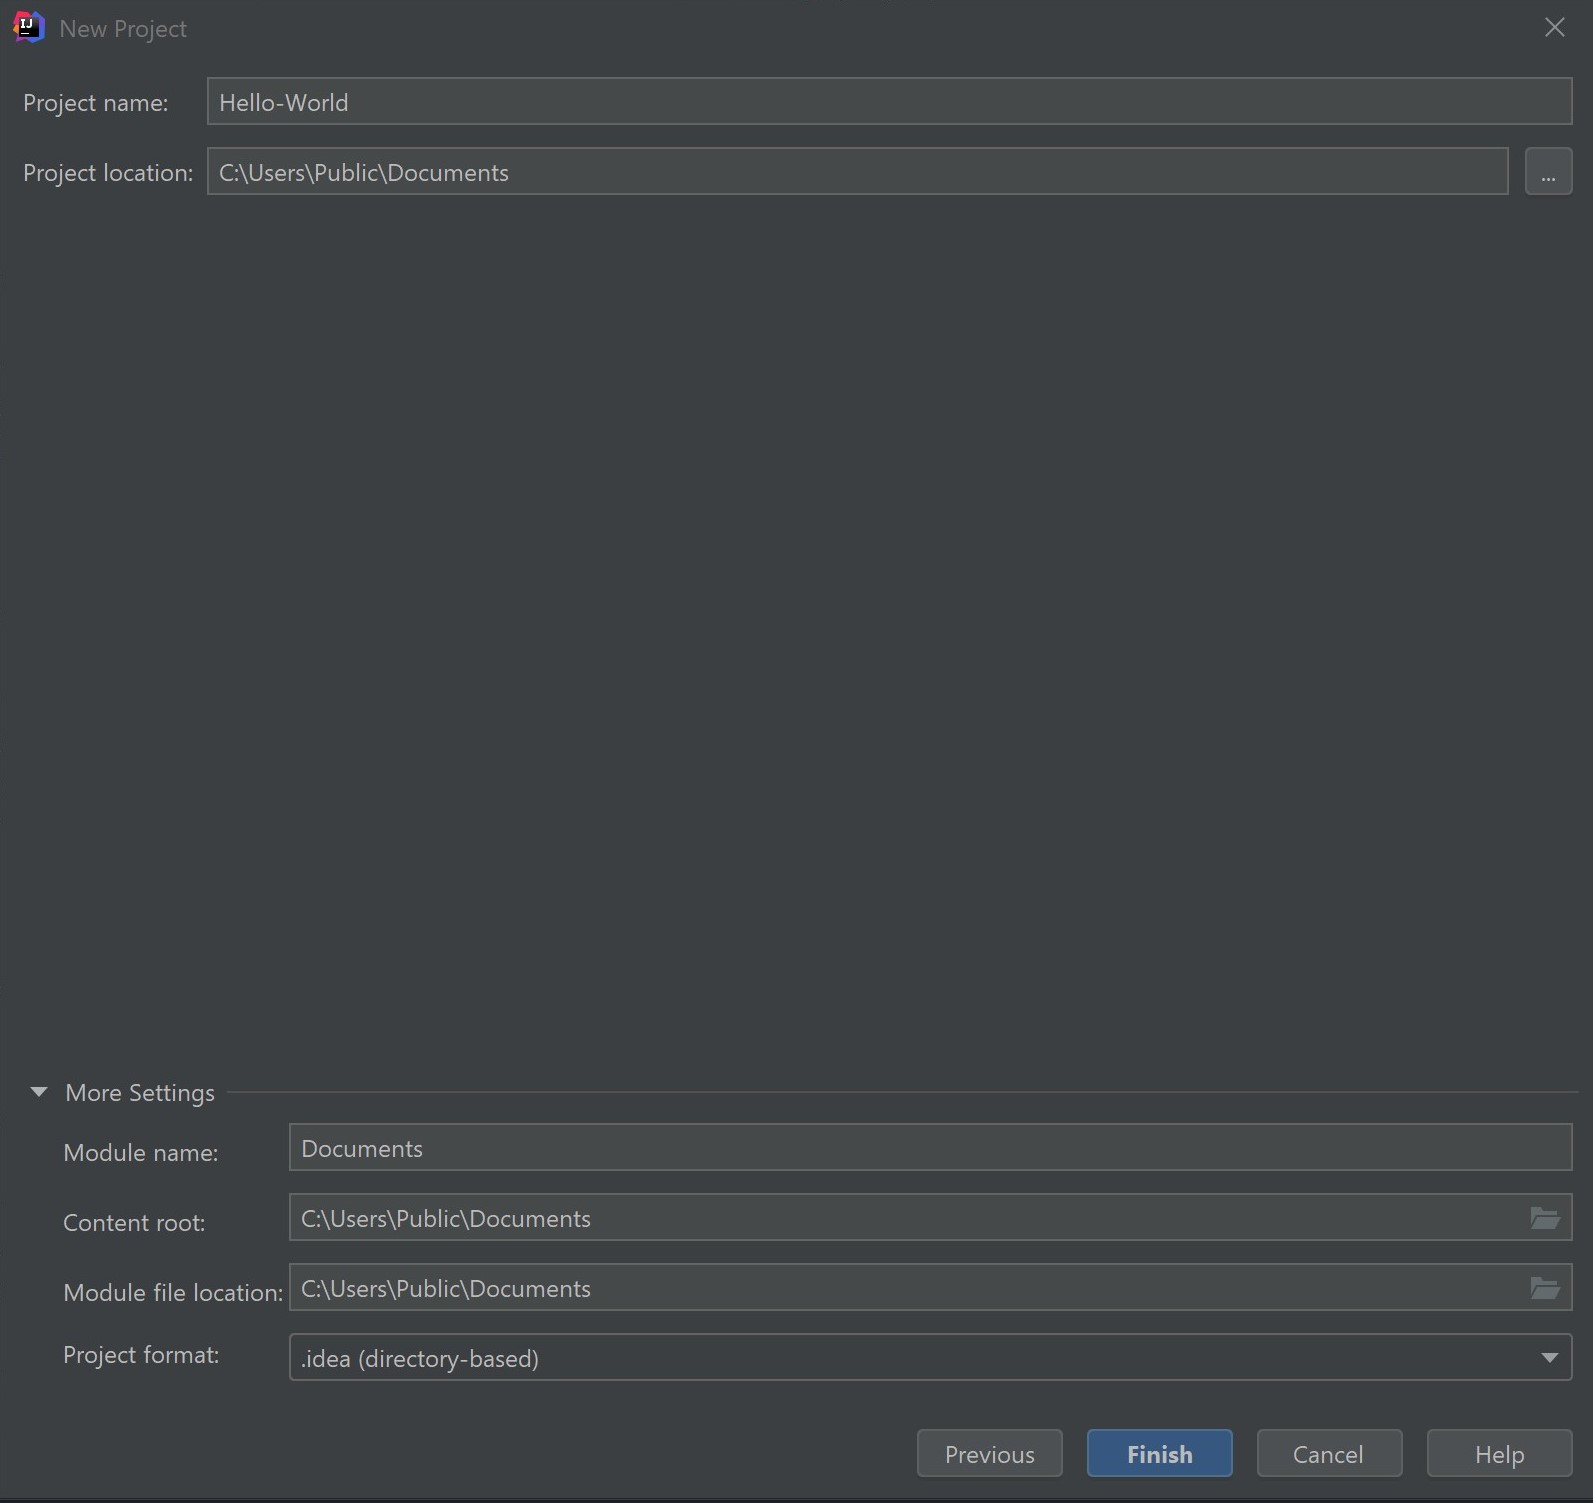 IJ
New Project
Project name: Hello-World
Project location: C:\Users\Public\Documents ...
More Settings
Module name: Documents
Content root: C:\Users\Public\Documents
Module file location: C:\Users\Public\Documents
Project format: .idea (directory-based)
Previous Finish Cancel Help